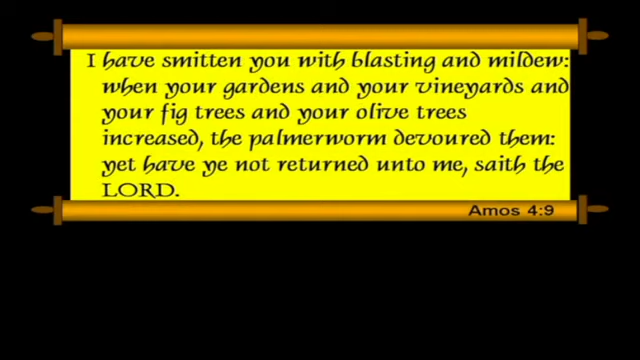 I have smitten you with blasting and mildew:
when your gardens and your vineyards and
your fig trees and your olive trees
increased, the palmerworm devoured them:
yet have ye not returned unto me, saith the
LORD.
Amos 4:9